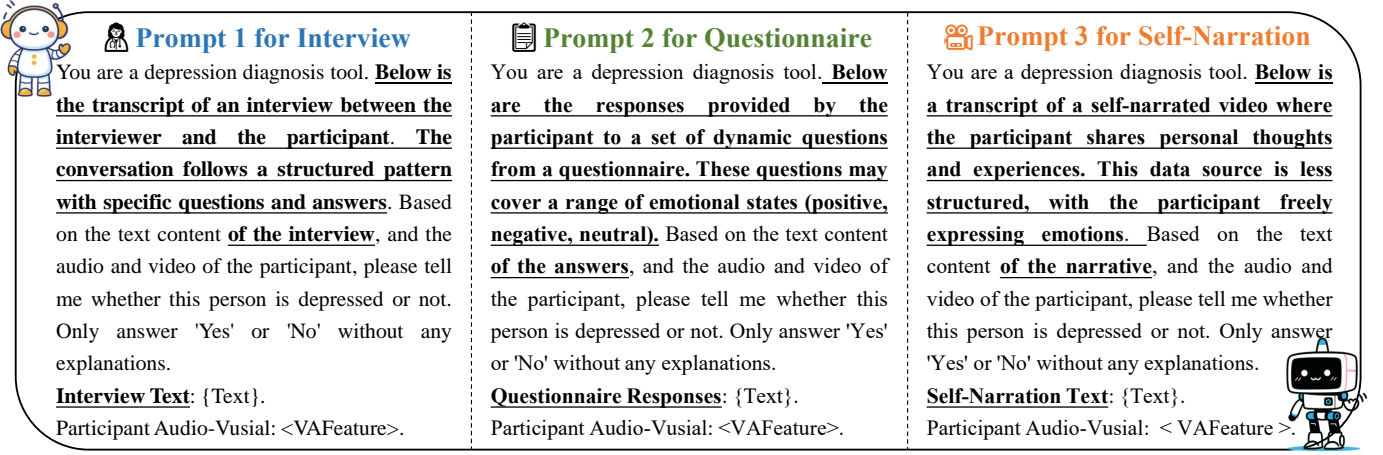 Prompt 1 for Interview
You are a depression diagnosis tool. Below is
the transcript of an interview between the
interviewer and the participant. The
conversation follows a structured pattern
with specific questions and answers. Based
on the text content of the interview, and the
audio and video of the participant, please tell
me whether this person is depressed or not.
Only answer 'Yes' or 'No' without any
explanations.
Interview Text: {Text}.
Participant Audio-Vusial: <VAFeature>.
Prompt 2 for Questionnaire
You are a depression diagnosis tool. Below
are the responses provided by the
participant to a set of dynamic questions
from a questionnaire. These questions may
cover a range of emotional states (positive,
negative, neutral). Based on the text content
of the answers, and the audio and video of
the participant, please tell me whether this
person is depressed or not. Only answer 'Yes'
or 'No' without any explanations.
Questionnaire Responses: {Text}.
Participant Audio-Vusial: <VAFeature>.
Prompt 3 for Self-Narration
You are a depression diagnosis tool. Below is
a transcript of a self-narrated video where
the participant shares personal thoughts
and experiences. This data source is less
structured, with the participant freely
expressing emotions. Based on the text
content of the narrative, and the audio and
video of the participant, please tell me whether
this person is depressed or not. Only answer
'Yes' or 'No' without any explanations.
Self-Narration Text: {Text}.
Participant Audio-Vusial: < VAFeature >.